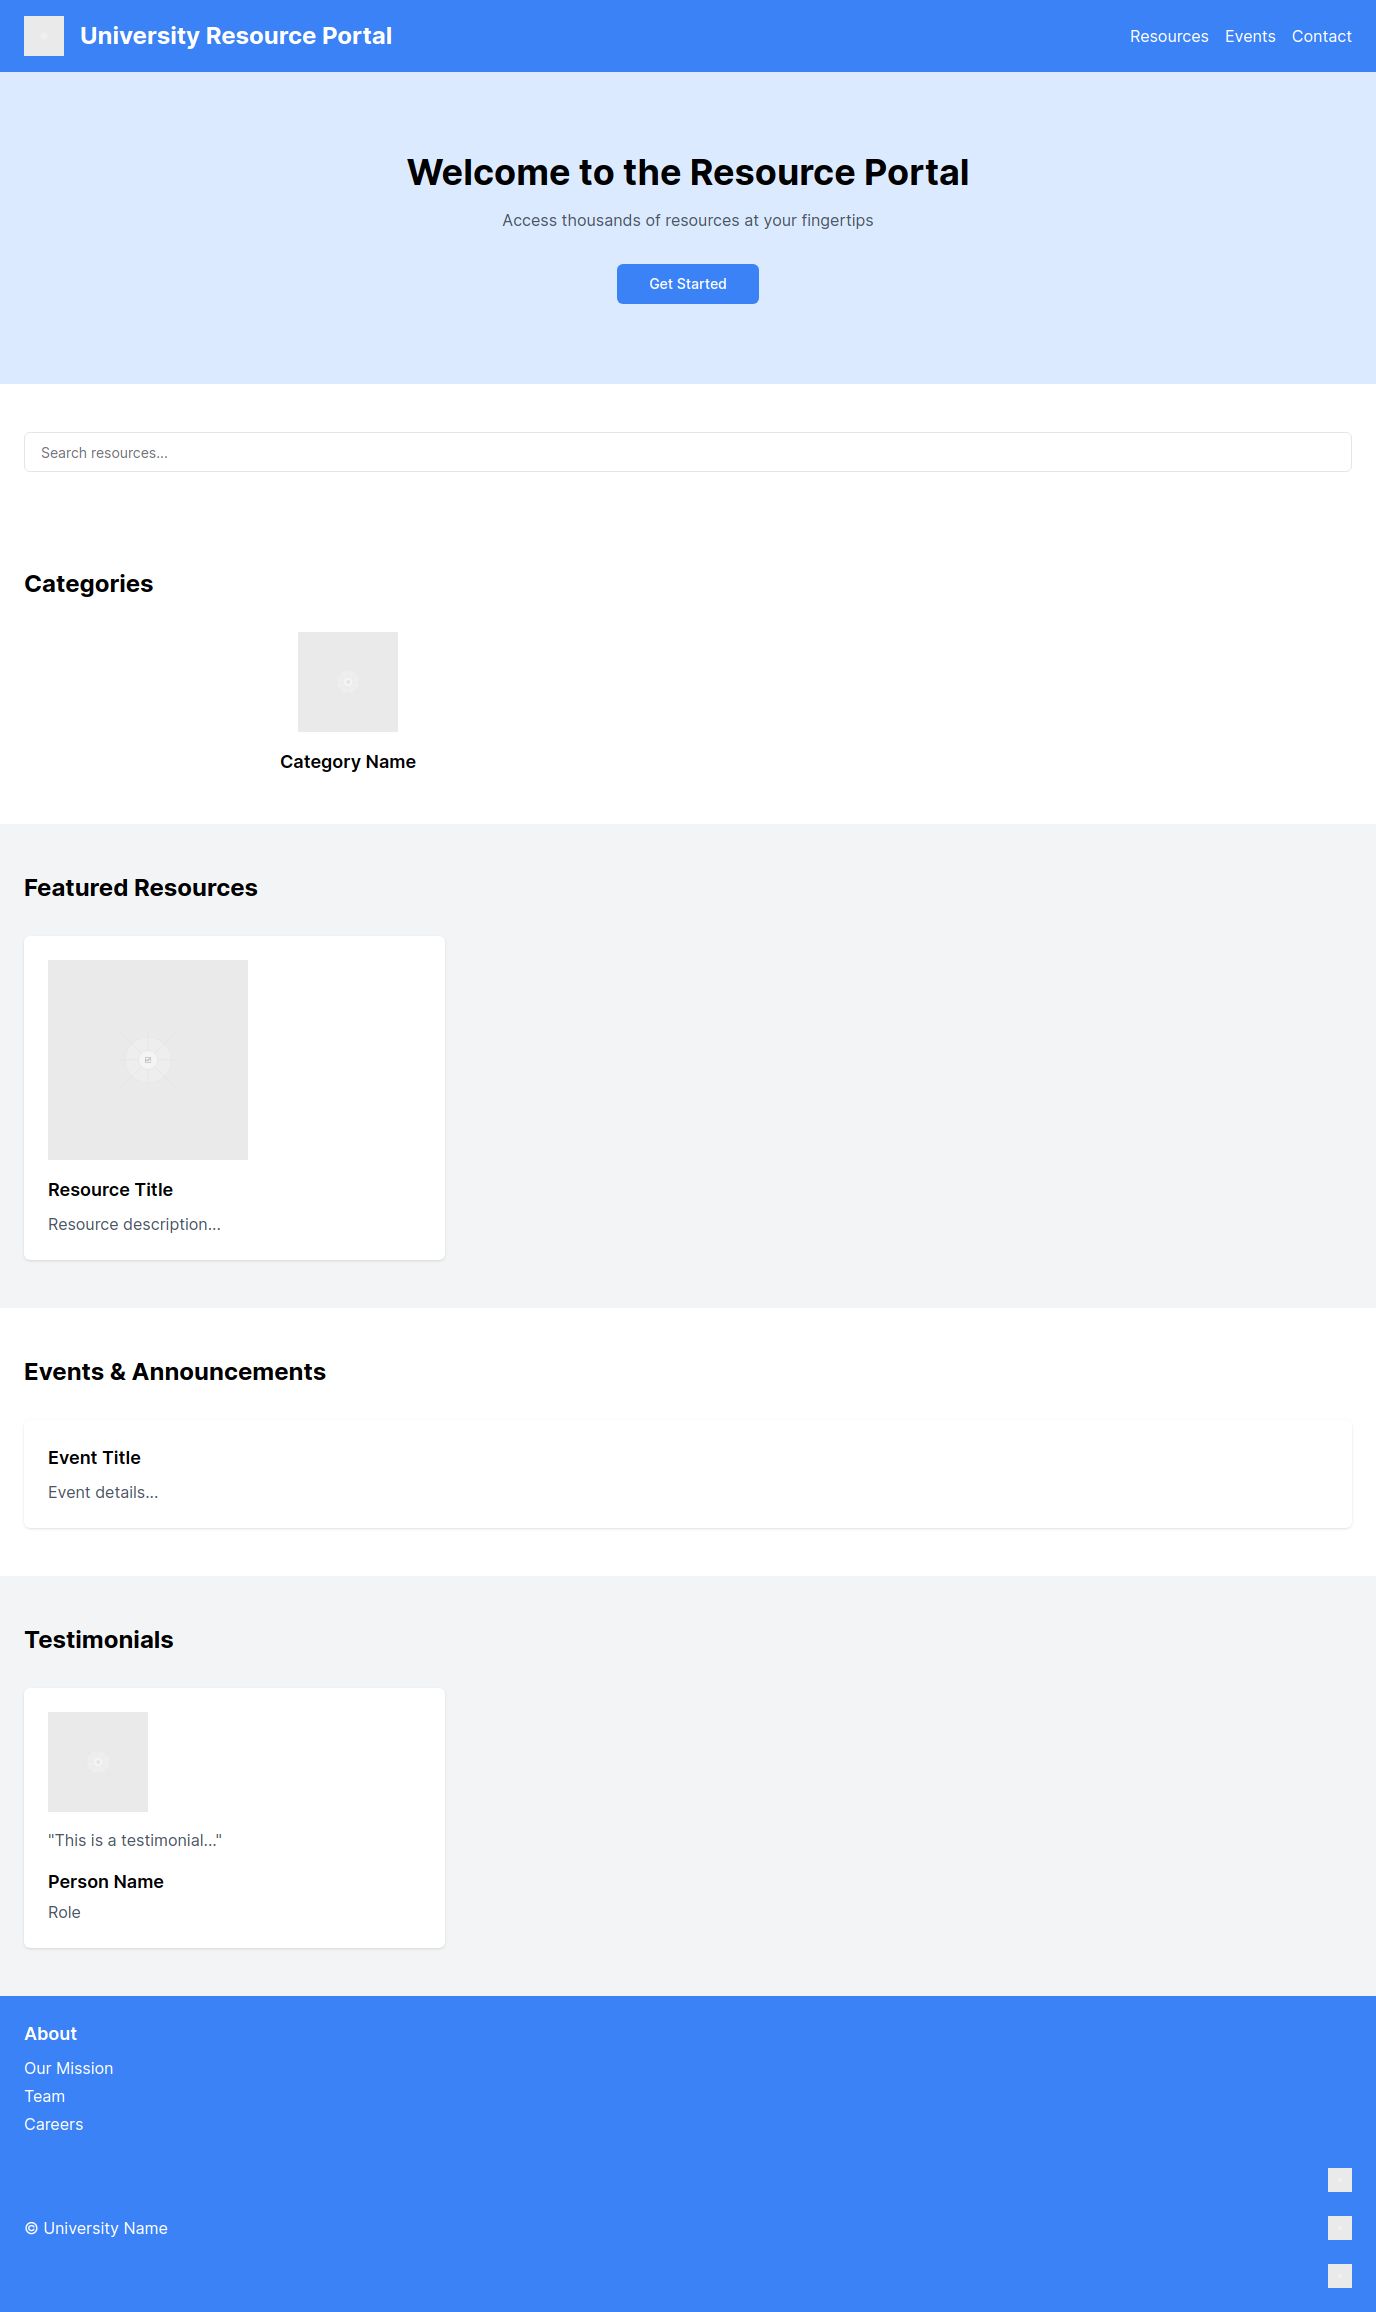 University Resource Portal
Resources Events Contact
Welcome to the Resource Portal
Access thousands of resources at your fingertips
Get Started
Search resources...
Categories
Category Name
Featured Resources
Resource Title
Resource description...
Events & Announcements
Event Title
Event details...
Testimonials
"This is a testimonial..."
Person Name
Role
About
Our Mission
Team
Careers
© University Name